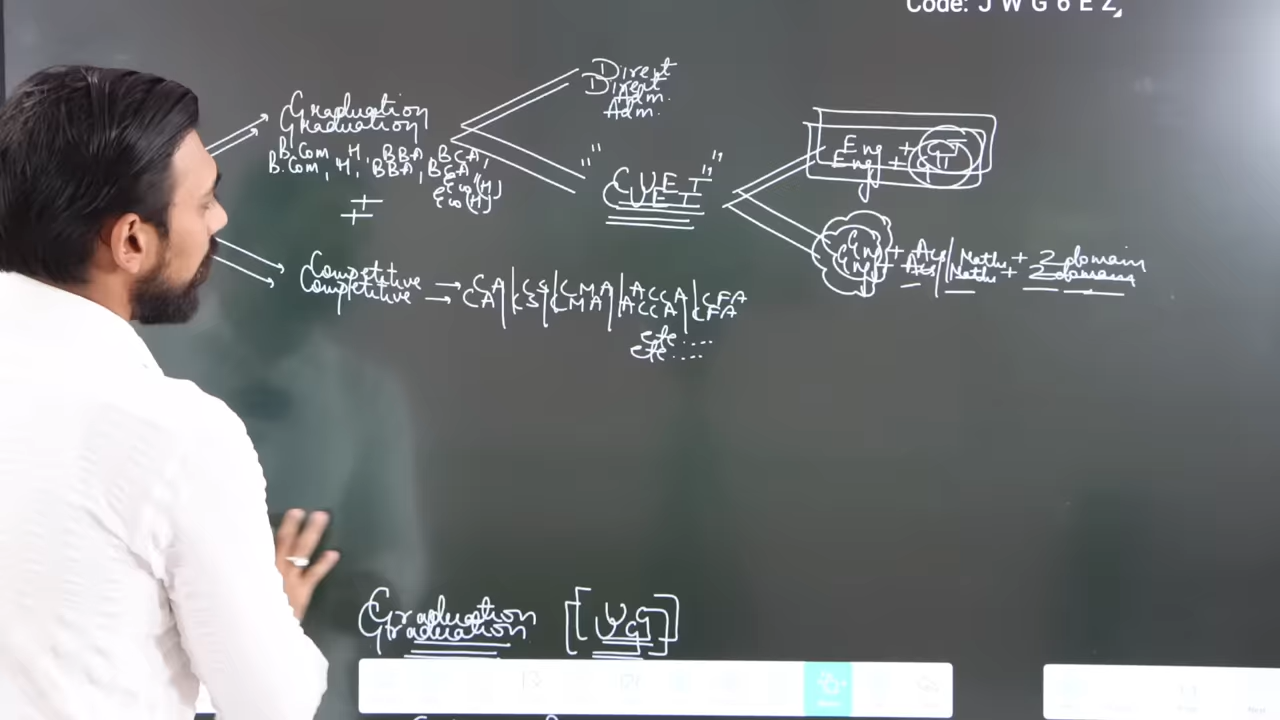 Code: J W G 6 E Z
Direct
Adm.
Graduation
B.Com, H, BBA, BCA,
Eco(H)
+
"CUET"
Eng + GT
Eng + Acs/Maths + 2 domain
Competitive → CA | CS | CMA | ACCA | CFA
etc....
Graduation [UG]